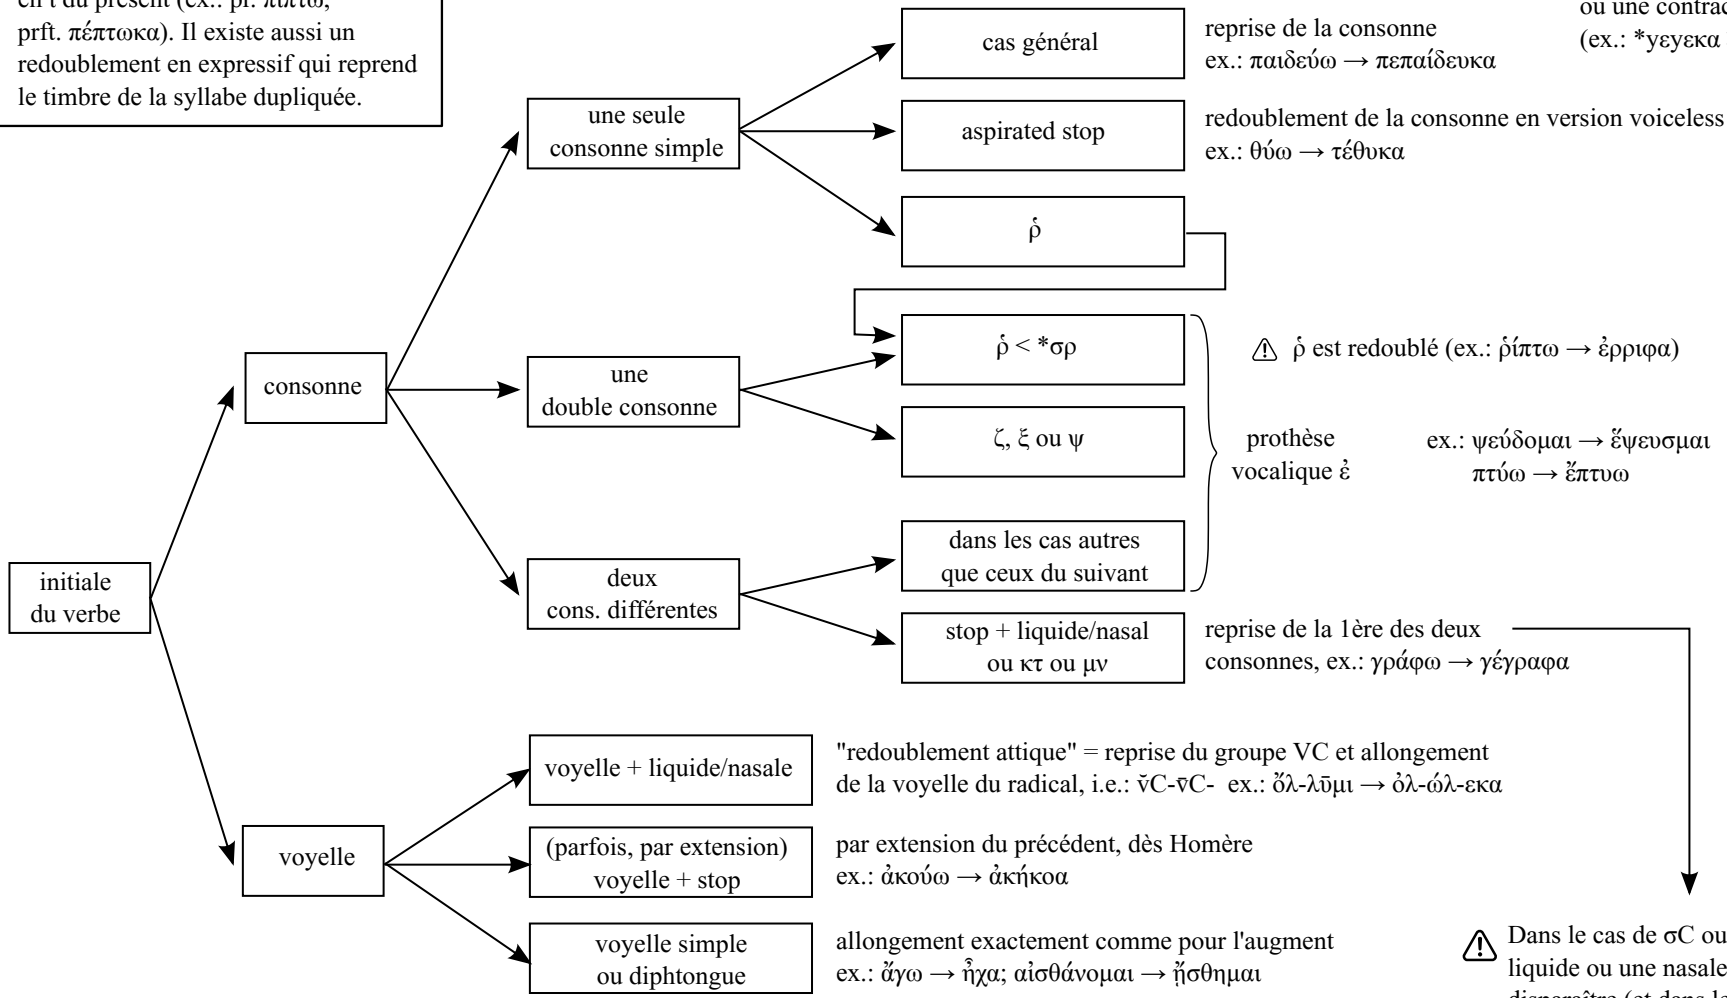 en ι du présent (ex.: pr. πίπτω,
prft. πέπτωκα). Il existe aussi un
redoublement en expressif qui reprend
le timbre de la syllabe dupliquée.
ou une contrac
(ex.: *γεγεκα
initiale
du verbe
consonne
une seule
consonne simple
cas général
reprise de la consonne
ex.: παιδεύω → πεπαίδευκα
aspirated stop
redoublement de la consonne en version voiceless
ex.: θύω → τέθυκα
ῥ
une
double consonne
ῥ < *σρ
⚠ ῥ est redoublé (ex.: ῥίπτω → ἐρριφα)
ζ, ξ ou ψ
prothèse
vocalique ἐ
ex.: ψεύδομαι → ἕψευσμαι
πτύω → ἔπτυω
deux
cons. différentes
dans les cas autres
que ceux du suivant
stop + liquide/nasal
ou κτ ou μν
reprise de la 1ère des deux
consonnes, ex.: γράφω → γέγραφα
voyelle
voyelle + liquide/nasale
"redoublement attique" = reprise du groupe VC et allongement
de la voyelle du radical, i.e.: v̆C-v̄C- ex.: ὄλ-λῡμι → ὀλ-ώλ-εκα
(parfois, par extension)
voyelle + stop
par extension du précédent, dès Homère
ex.: ἀκούω → ἀκήκοα
voyelle simple
ou diphtongue
allongement exactement comme pour l'augment
ex.: ἄγω → ἦχα; αἰσθάνομαι → ᾔσθημαι
⚠ Dans le cas de σC ou
liquide ou une nasale